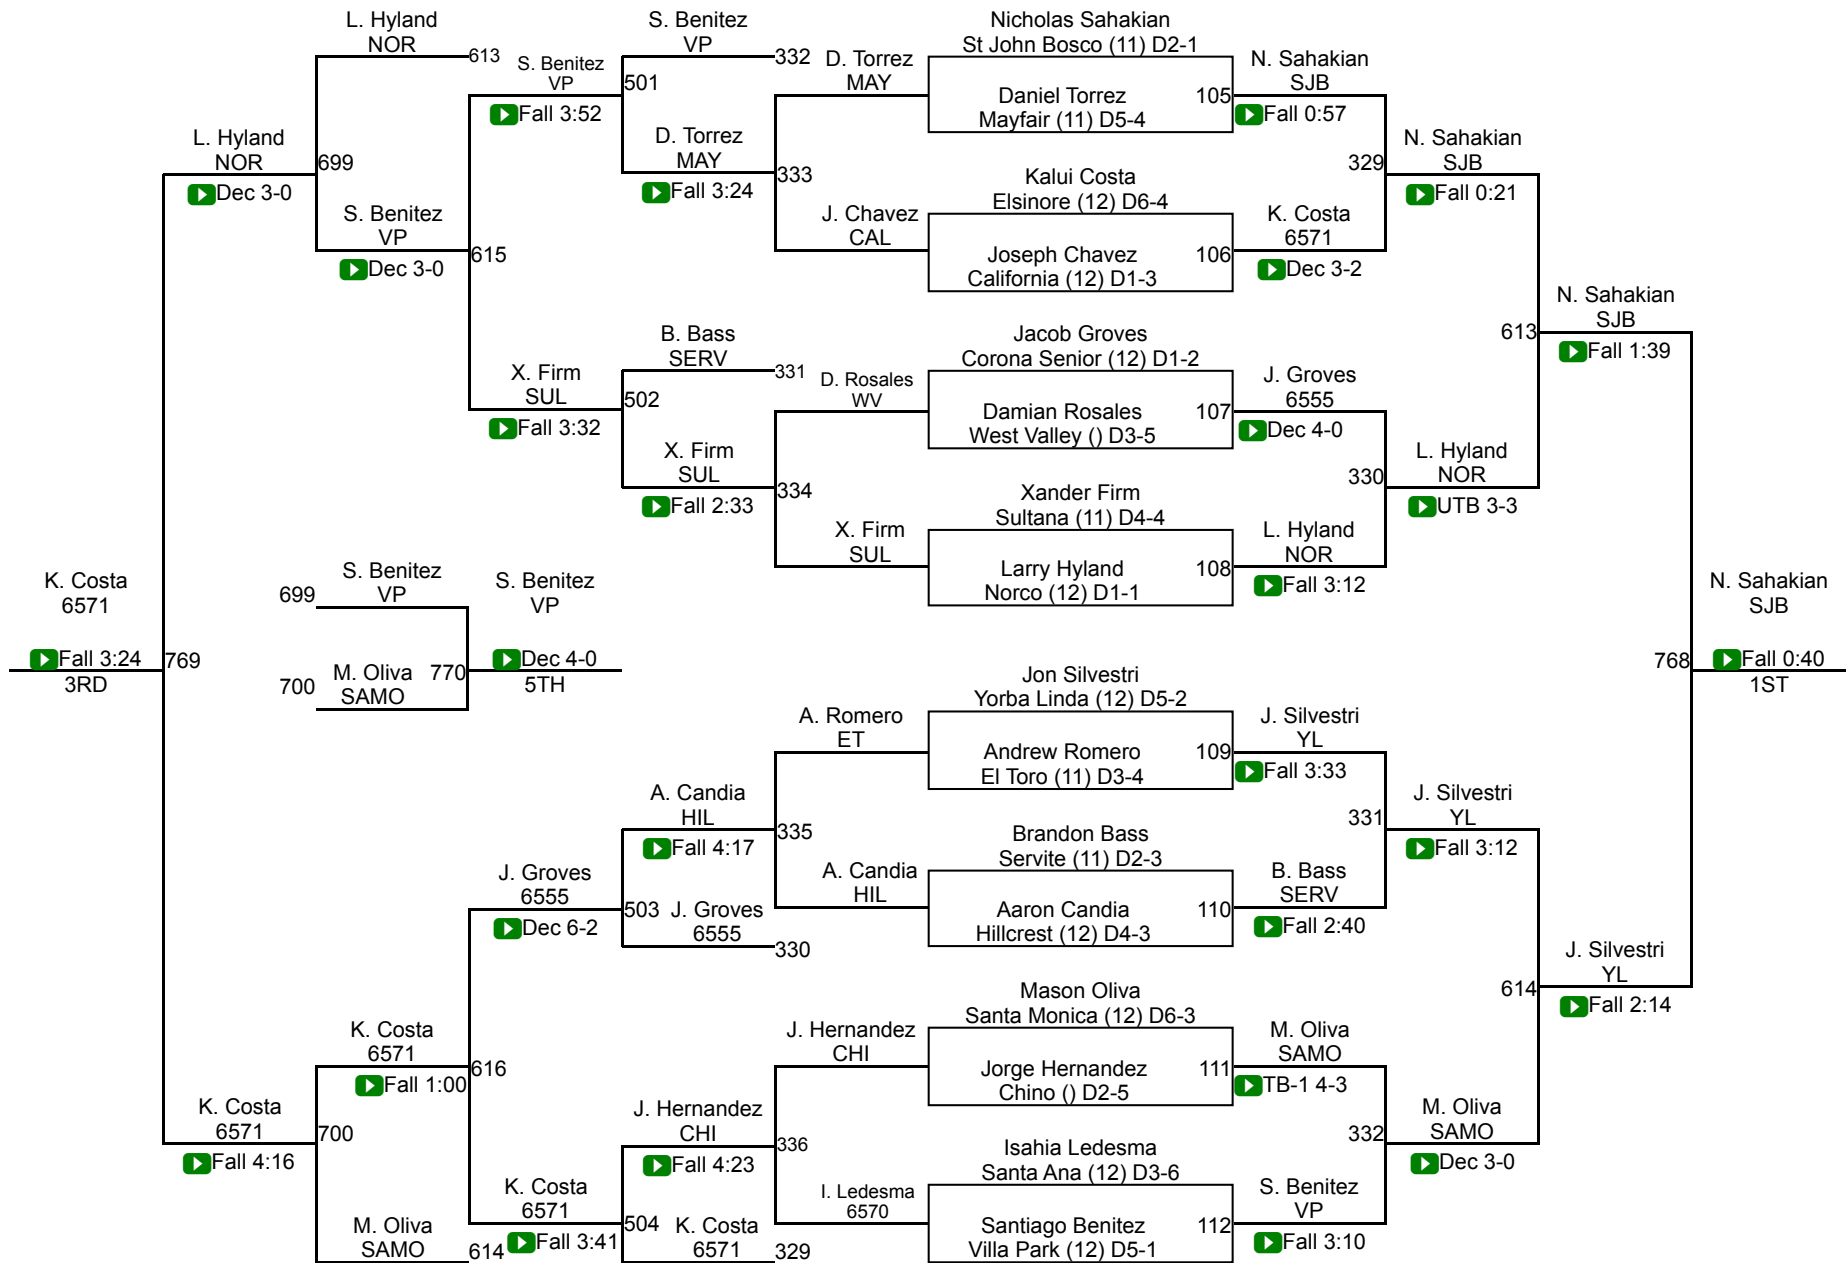 L. Hyland
NOR
613
S. Benitez
VP
332
S. Benitez
VP
501
Fall 3:52
D. Torrez
MAY
Nicholas Sahakian
St John Bosco (11) D2-1
Daniel Torrez
Mayfair (11) D5-4
105
N. Sahakian
SJB
Fall 0:57
L. Hyland
NOR
699
Dec 3-0
D. Torrez
MAY
333
Fall 3:24
329
N. Sahakian
SJB
Fall 0:21
S. Benitez
VP
615
Dec 3-0
J. Chavez
CAL
Kalui Costa
Elsinore (12) D6-4
Joseph Chavez
California (12) D1-3
106
K. Costa
6571
Dec 3-2
N. Sahakian
SJB
613
Fall 1:39
B. Bass
SERV
331
X. Firm
SUL
502
Fall 3:32
D. Rosales
WV
Jacob Groves
Corona Senior (12) D1-2
Damian Rosales
West Valley () D3-5
107
J. Groves
6555
Dec 4-0
X. Firm
SUL
334
Fall 2:33
330
L. Hyland
NOR
UTB 3-3
X. Firm
SUL
Xander Firm
Sultana (11) D4-4
Larry Hyland
Norco (12) D1-1
108
L. Hyland
NOR
Fall 3:12
K. Costa
6571
Fall 3:24
3RD
769
699
S. Benitez
VP
S. Benitez
VP
700
M. Oliva
SAMO
770
Dec 4-0
5TH
N. Sahakian
SJB
768
Fall 0:40
1ST
A. Romero
ET
Jon Silvestri
Yorba Linda (12) D5-2
Andrew Romero
El Toro (11) D3-4
109
J. Silvestri
YL
Fall 3:33
A. Candia
HIL
335
Fall 4:17
331
J. Silvestri
YL
Fall 3:12
J. Groves
6555
503
Dec 6-2
J. Groves
6555
330
A. Candia
HIL
Brandon Bass
Servite (11) D2-3
Aaron Candia
Hillcrest (12) D4-3
110
B. Bass
SERV
Fall 2:40
614
J. Silvestri
YL
Fall 2:14
K. Costa
6571
616
Fall 1:00
J. Hernandez
CHI
Mason Oliva
Santa Monica (12) D6-3
Jorge Hernandez
Chino () D2-5
111
M. Oliva
SAMO
TB-1 4-3
K. Costa
6571
700
Fall 4:16
J. Hernandez
CHI
336
Fall 4:23
332
M. Oliva
SAMO
Dec 3-0
K. Costa
6571
504
Fall 3:41
I. Ledesma
6570
Isahia Ledesma
Santa Ana (12) D3-6
Santiago Benitez
Villa Park (12) D5-1
112
S. Benitez
VP
Fall 3:10
M. Oliva
SAMO
614
K. Costa
6571
329